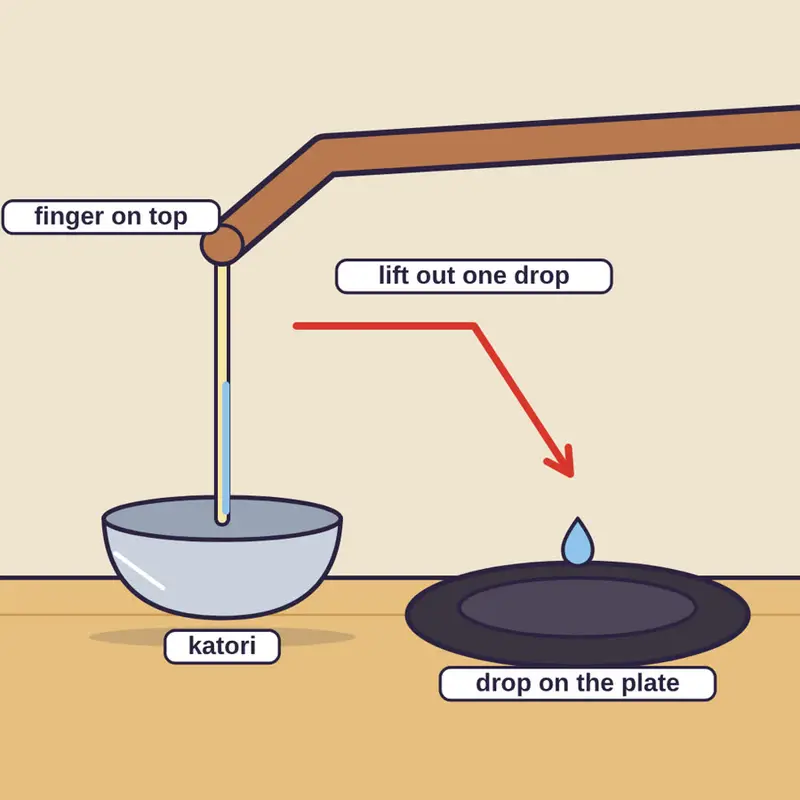 finger on top
lift out one drop
katori
drop on the plate